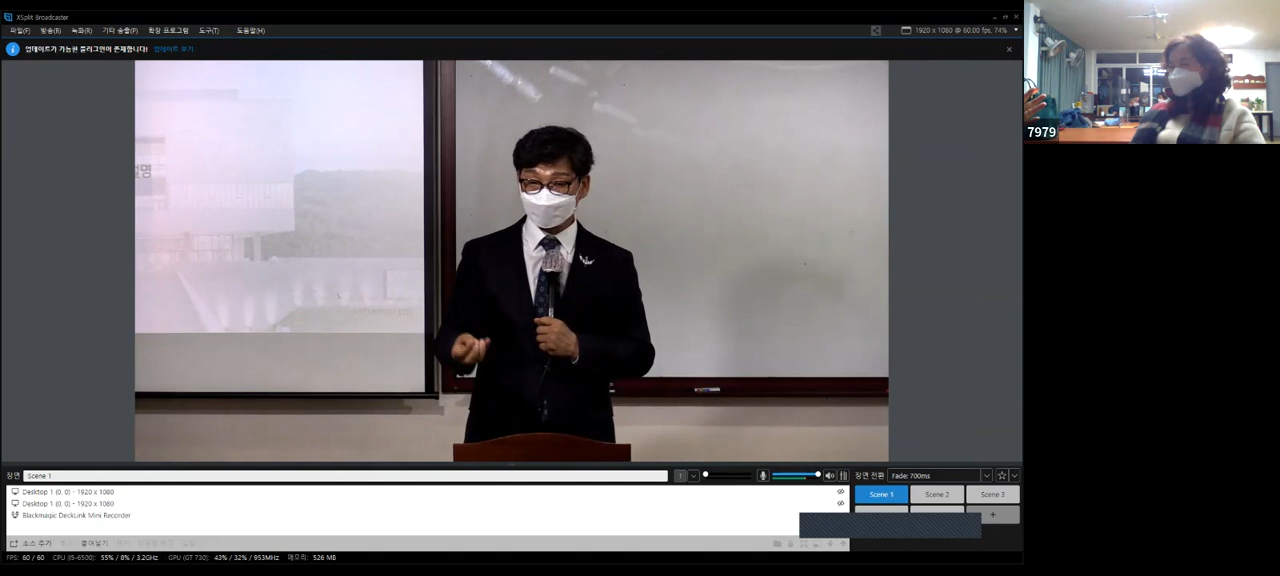 XSplit Broadcaster
파일(F) 방송(B) 녹화(R) 기타 송출(P) 확장 프로그램 도구(T) 도움말(H)
1920 x 1080 @ 60.00 fps, 74%
업데이트가 가능한 플러그인이 존재합니다! 업데이트 보기
7979
설명
장면 Scene 1
1
장면 전환 Fade: 700ms
Desktop 1 (0, 0) - 1920 x 1080
Desktop 1 (0, 0) - 1920 x 1080
Blackmagic DeckLink Mini Recorder
Scene 1 Scene 2 Scene 3
소스 추가 붙여넣기
FPS: 60 / 60 CPU (i5-6500): 55% / 8% / 3.2GHz GPU (GT 730): 43% / 32% / 953MHz 메모리: 526 MB